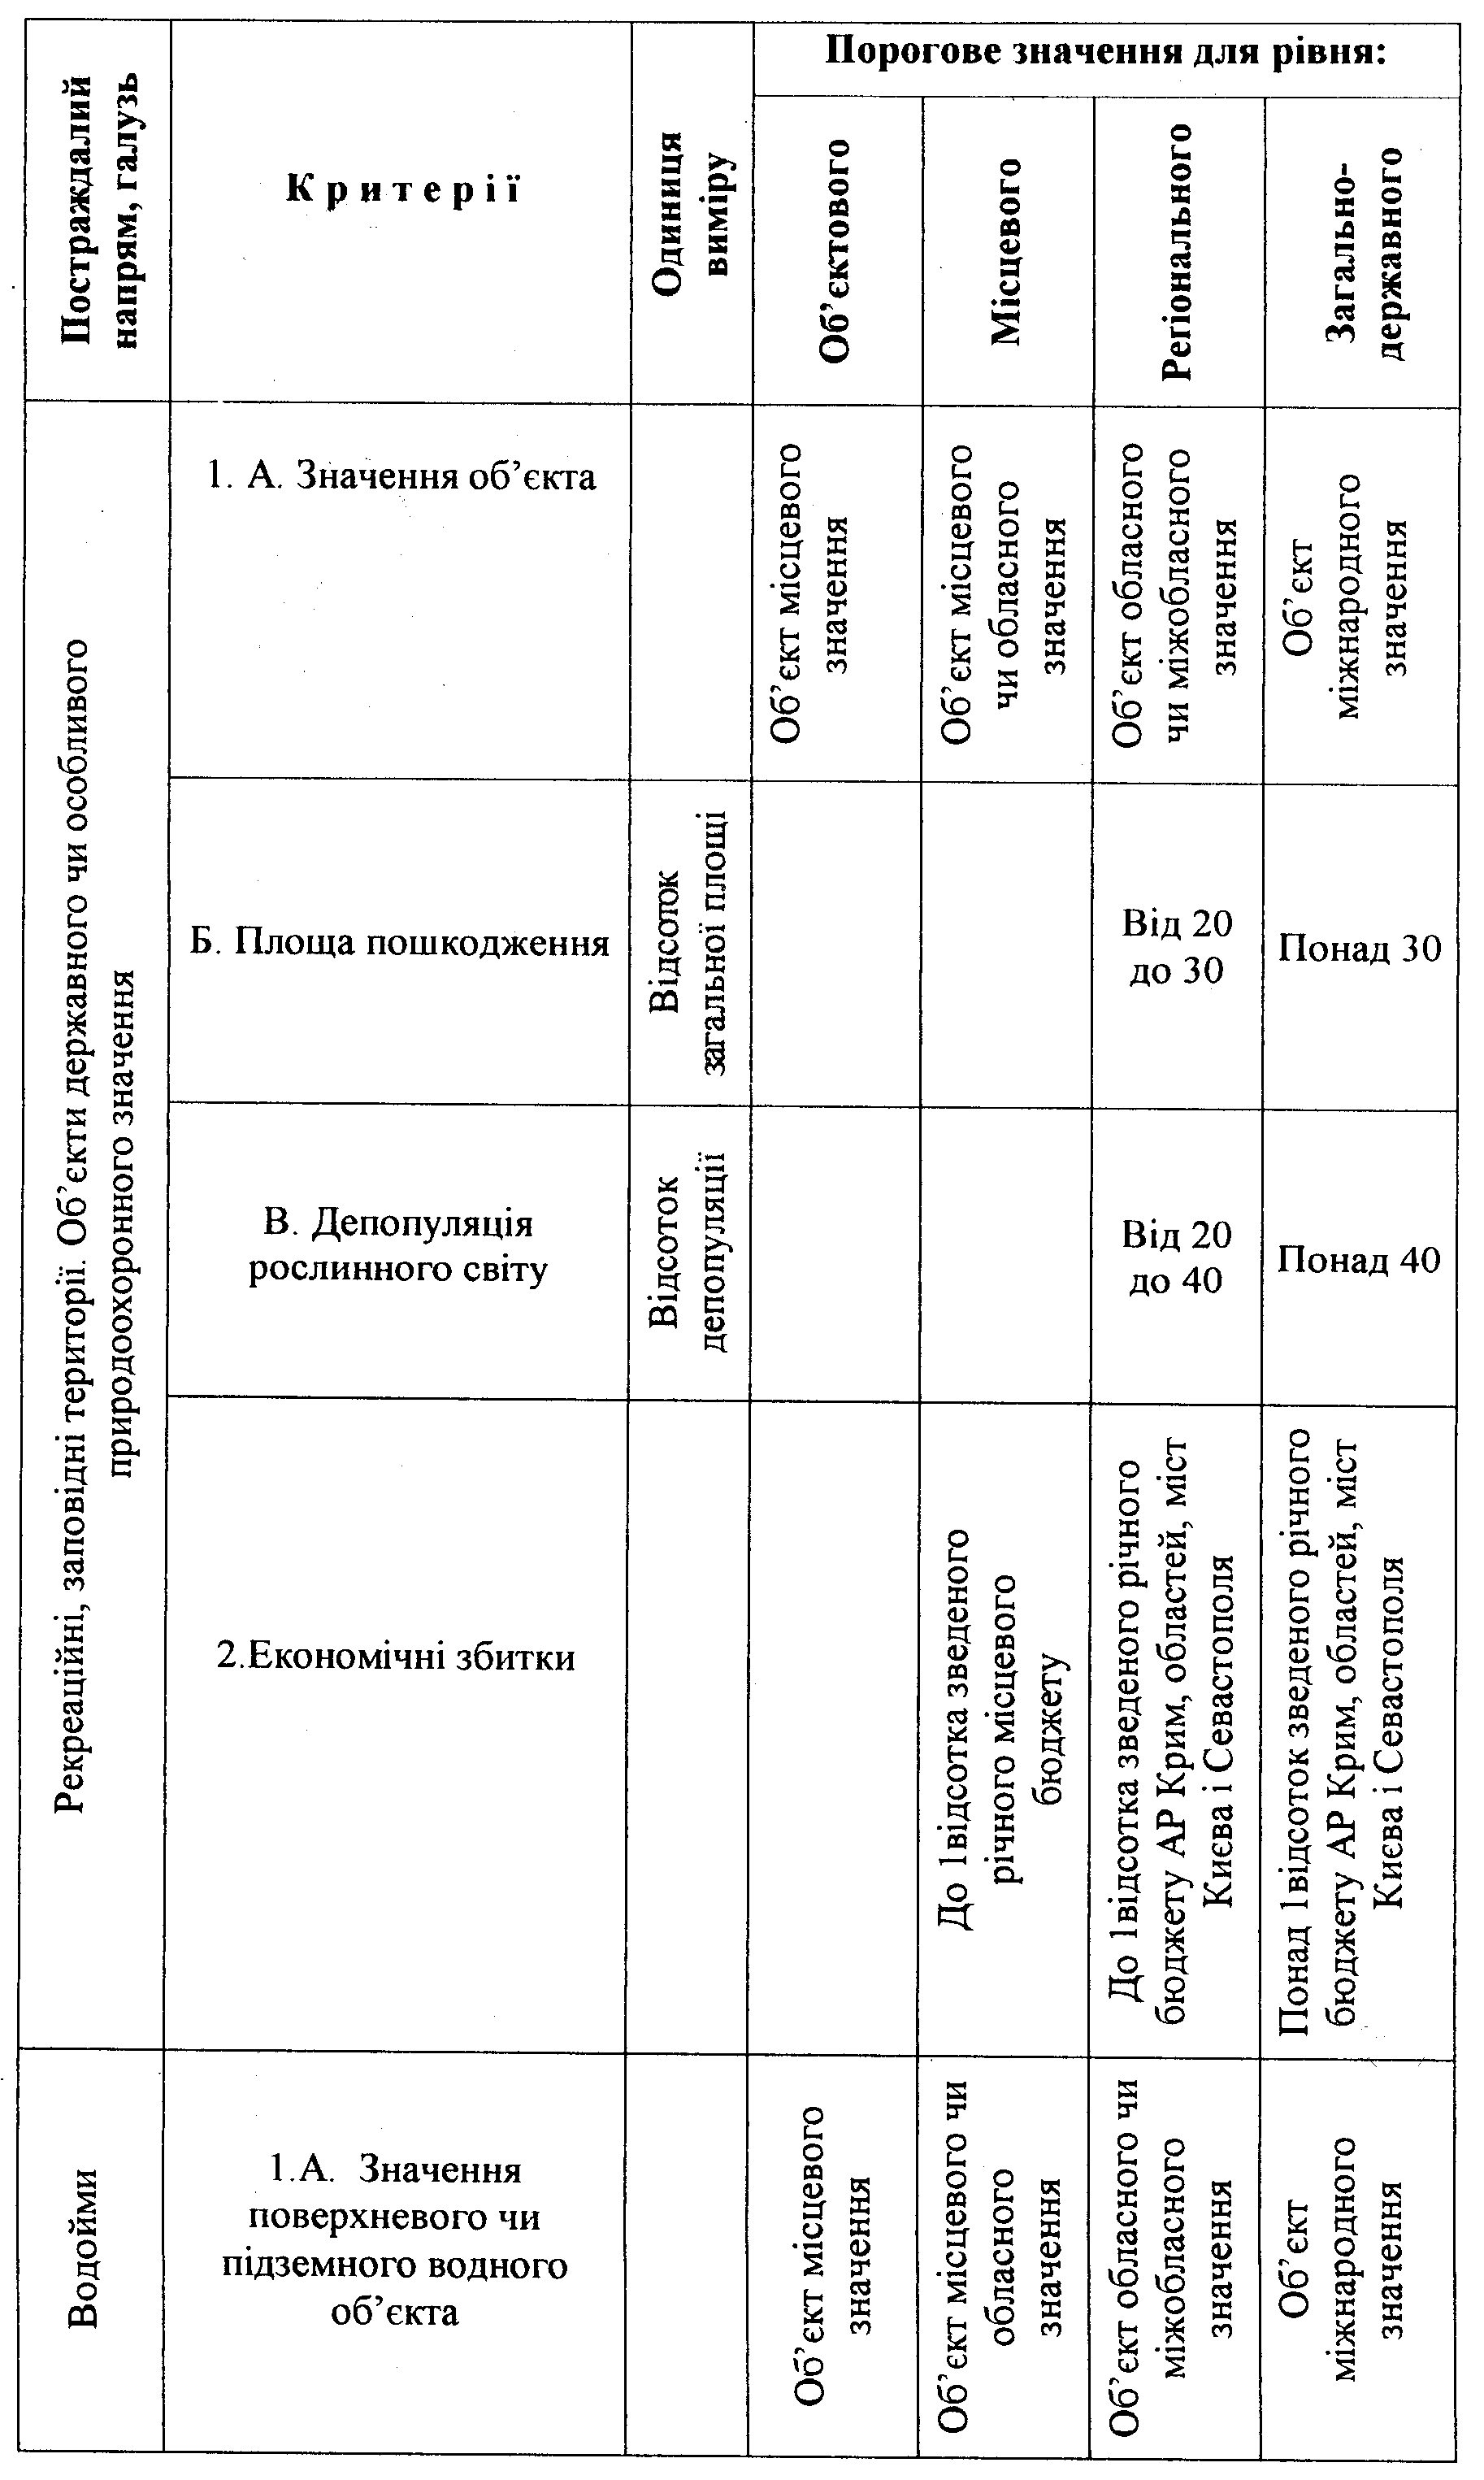 Постраждалий
напрям, галузь
К р и т е р і ї
Одиниця
виміру
Порогове значення для рівня:
Об’єктового
Місцевого
Регіонального
Загально-
державного
Рекреаційні, заповідні території. Об’єкти державного чи особливого
природоохоронного значення
1. А. Значення об’єкта
Об’єкт місцевого
значення
Об’єкт місцевого
чи обласного
значення
Об’єкт обласного
чи міжобласного
значення
Об’єкт
міжнародного
значення
Б. Площа пошкодження
Відсоток
загальної площі
Від 20
до 30
Понад 30
В. Депопуляція
рослинного світу
Відсоток
депопуляції
Від 20
до 40
Понад 40
2.Економічні збитки
До 1відсотка зведеного
річного місцевого
бюджету
До 1відсотка зведеного річного
бюджету АР Крим, областей, міст
Києва і Севастополя
Понад 1відсоток зведеного річного
бюджету АР Крим, областей, міст
Києва і Севастополя
Водойми
1.А. Значення
поверхневого чи
підземного водного
об’єкта
Об’єкт місцевого
значення
Об’єкт місцевого чи
обласного
значення
Об’єкт обласного чи
міжобласного
значення
Об’єкт
міжнародного
значення